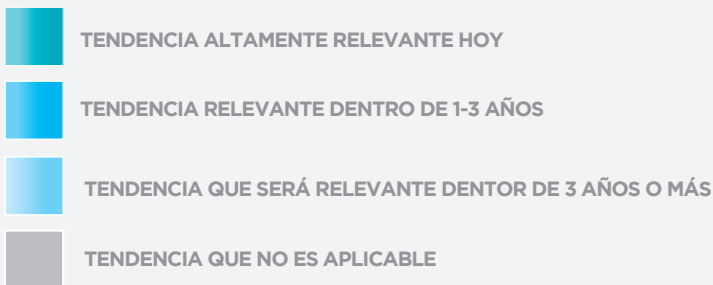 TENDENCIA ALTAMENTE RELEVANTE HOY
TENDENCIA RELEVANTE DENTRO DE 1-3 AÑOS
TENDENCIA QUE SERÁ RELEVANTE DENTOR DE 3 AÑOS O MÁS
TENDENCIA QUE NO ES APLICABLE